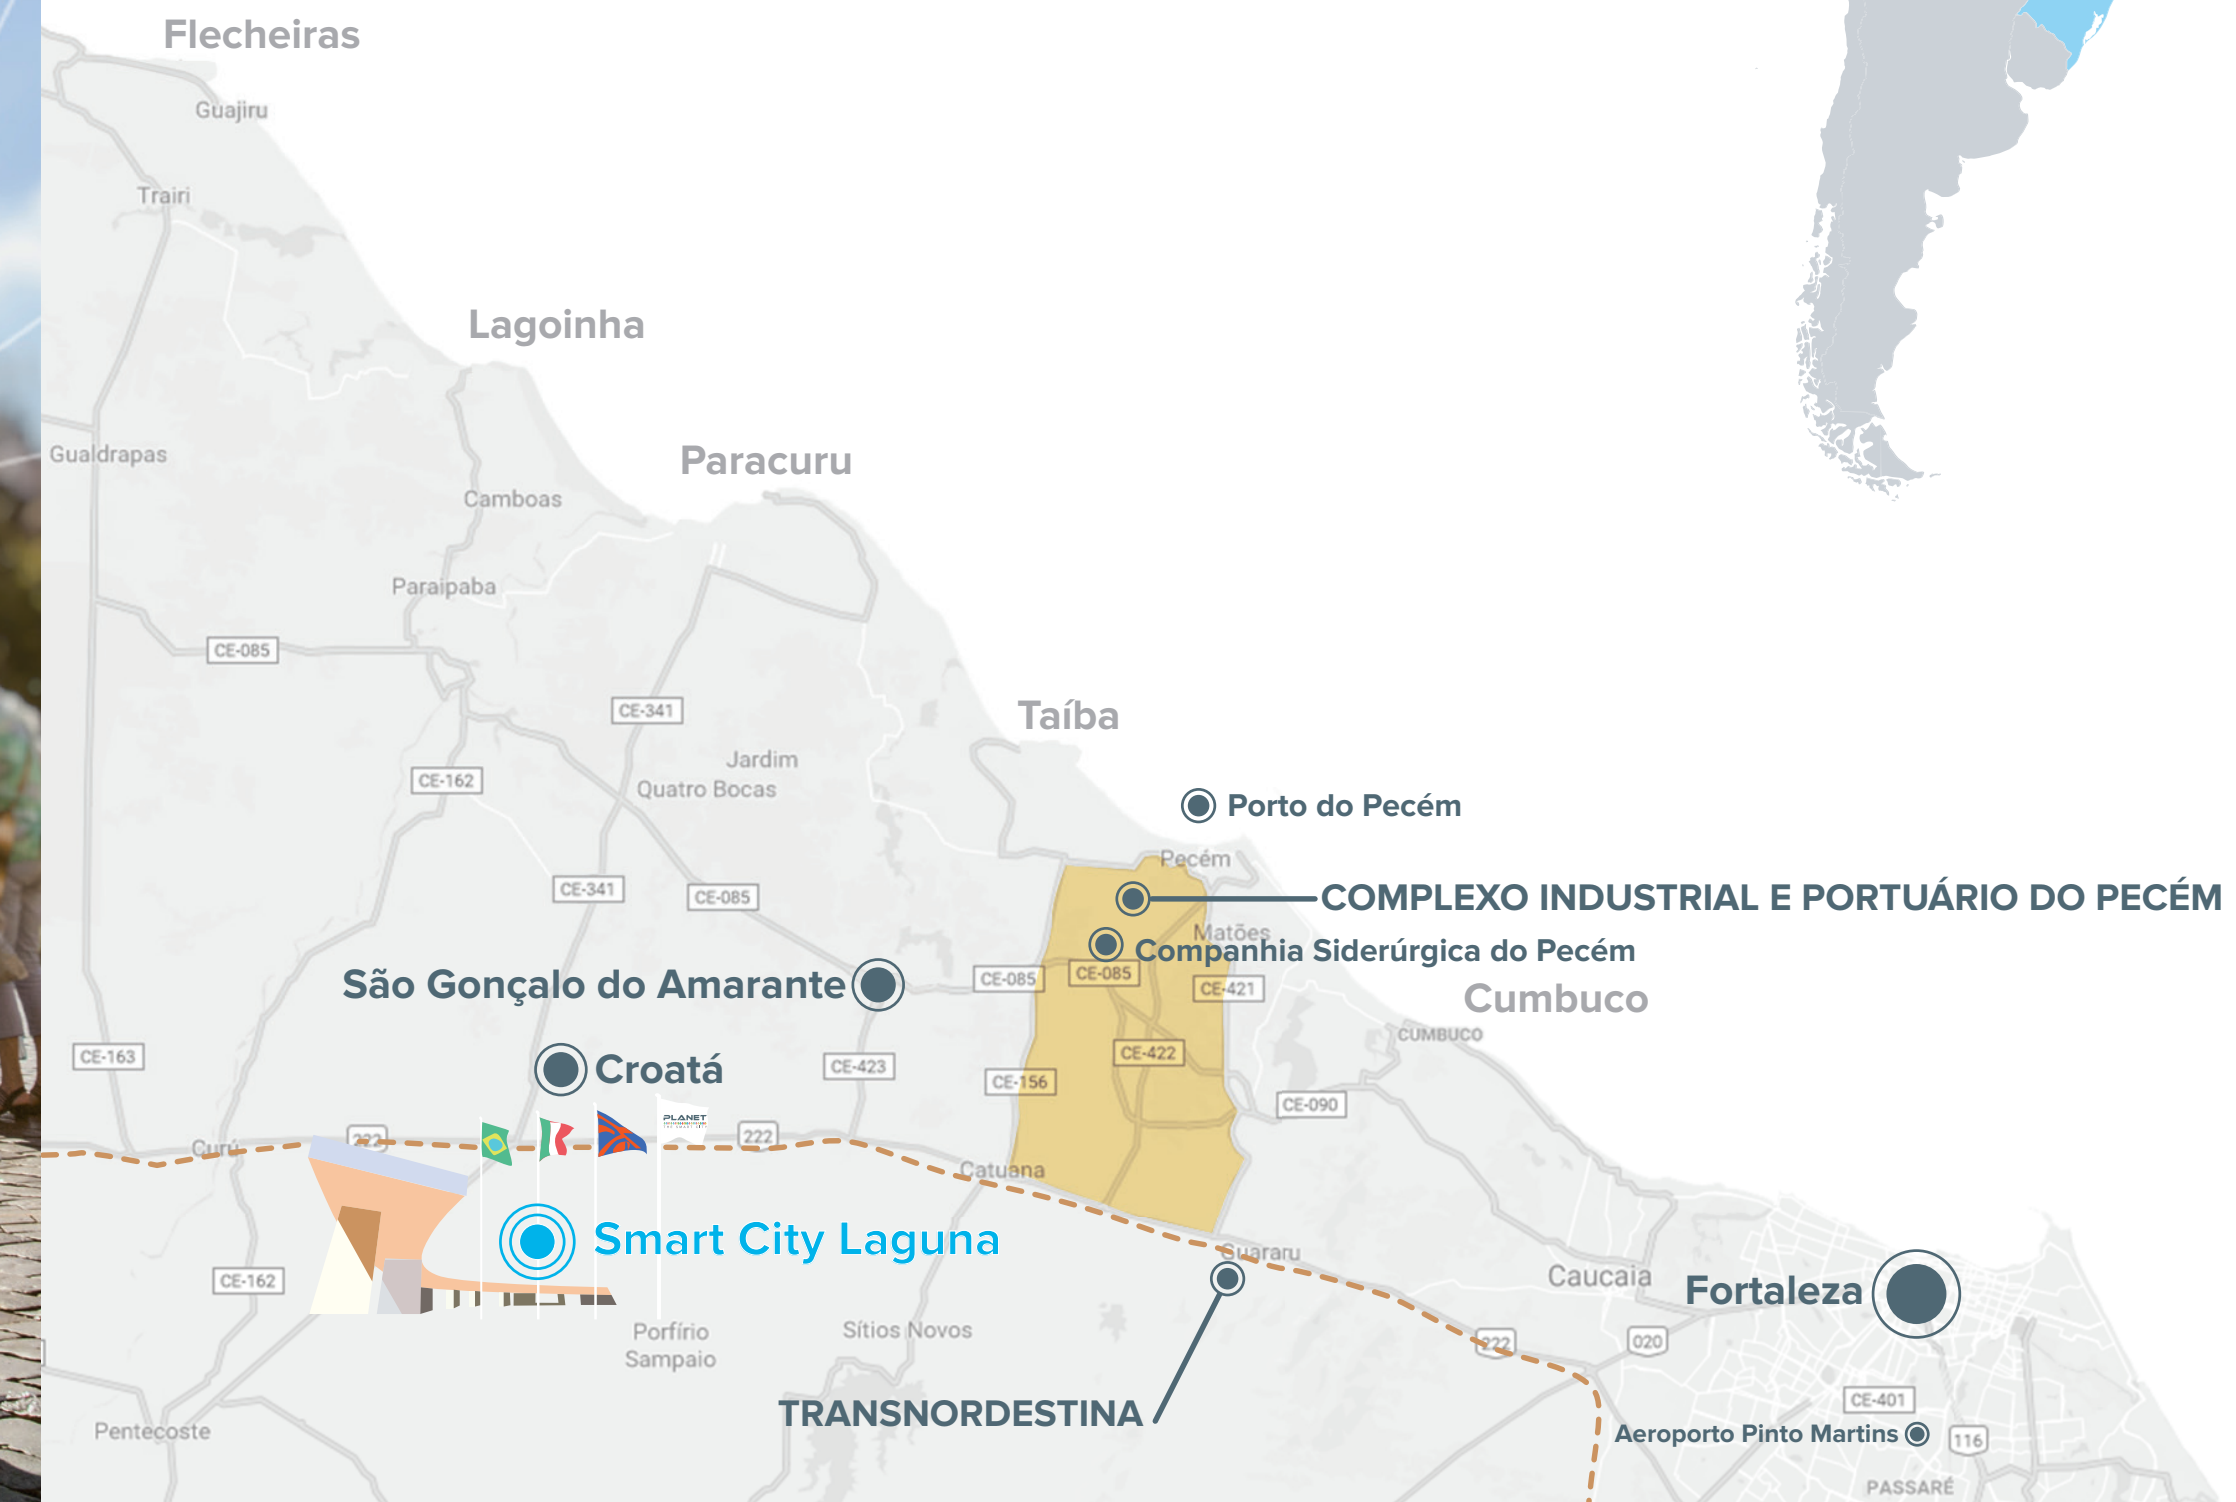 Flecheiras
Guajiru
Trairi
Lagoinha
Gualdrapas
Paracuru
Camboas
Paraipaba
CE-085
CE-341
Taíba
Jardim
CE-162
Quatro Bocas
Porto do Pecém
Pecém
CE-341
CE-085
COMPLEXO INDUSTRIAL E PORTUÁRIO DO PECÉM
Matões
Companhia Siderúrgica do Pecém
São Gonçalo do Amarante
CE-085
CE-085
CE-421
Cumbuco
CUMBUCO
CE-163
Croatá
CE-423
CE-156
CE-422
CE-090
PLANET
THE SMART CITY
222
222
Curú
Catuana
Smart City Laguna
Guararu
CE-162
Caucaia
Fortaleza
Porfírio
Sampaio
Sítios Novos
222
020
TRANSNORDESTINA
CE-401
Pentecoste
Aeroporto Pinto Martins
116
PASSARÉ